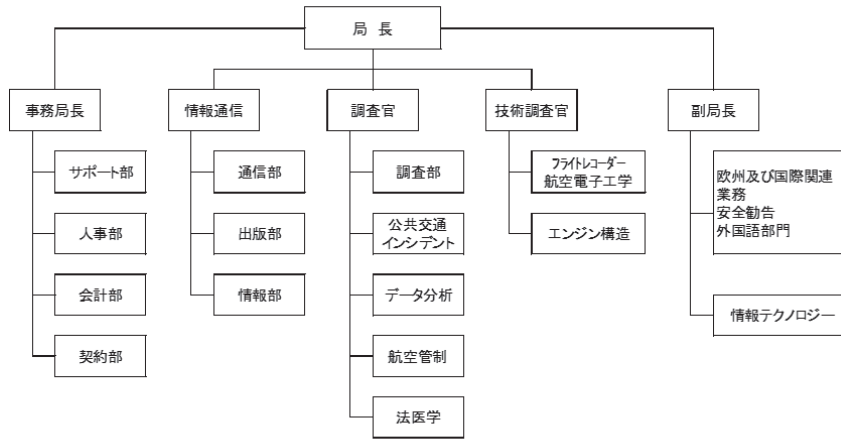 局 長
事務局長
情報通信
調査官
技術調査官
副局長
サポート部
人事部
会計部
契約部
通信部
出版部
情報部
調査部
公共交通
インシデント
データ分析
航空管制
法医学
フライトレコーダー
航空電子工学
エンジン構造
欧州及び国際関連
業務
安全勧告
外国語部門
情報テクノロジー